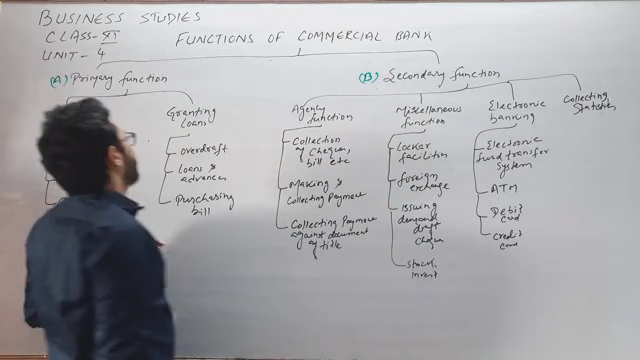 BUSINESS STUDIES
CLASS-XI
UNIT-4
FUNCTIONS OF COMMERCIAL BANK
(A) Primary function
(B) Secondary function
Granting
Loans
overdraft
Loans &
advances
Purchasing
bill
Agency
function
Collection
of cheques,
bill etc
Making &
Collecting Payment
Collecting Payment
against document
of title
Miscellaneous
function
Locker
facilities
foreign
exchange
issuing
demand
draft
cheque
Stock
invest
Electronic
banking
Electronic
fund transfer
system
ATM
Debit
card
credit
card
Collecting
Statistics